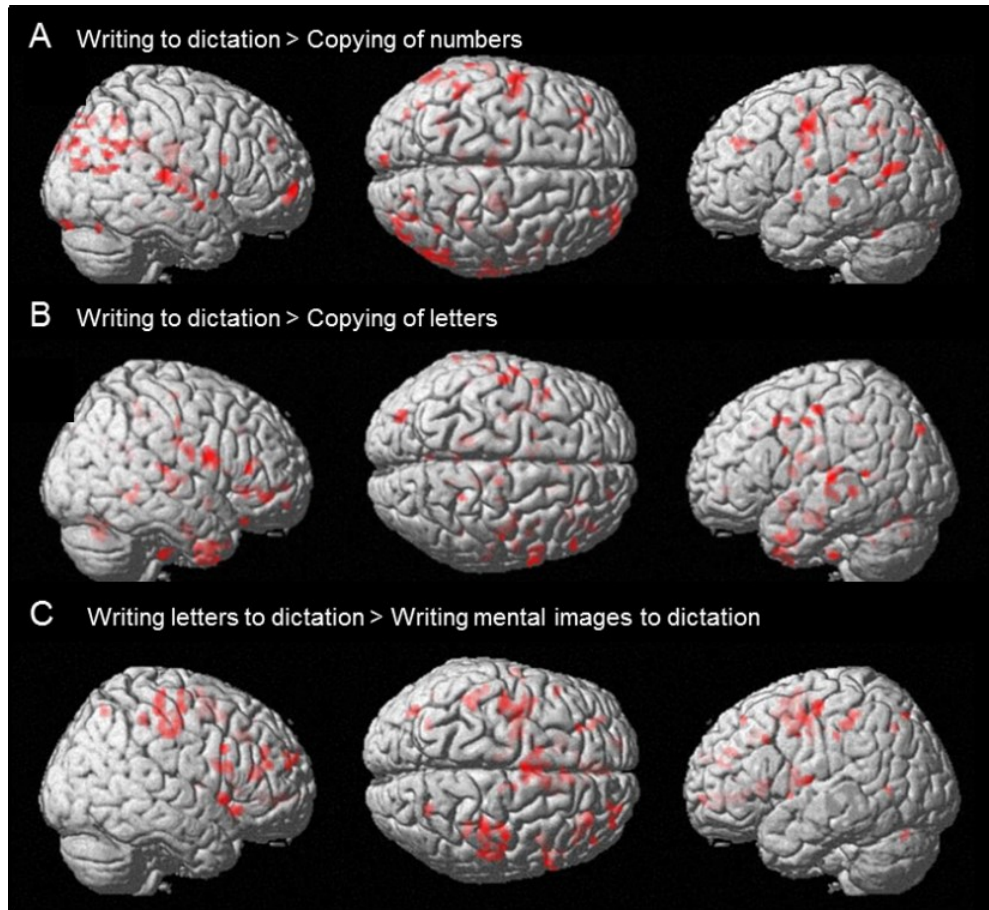 A Writing to dictation > Copying of numbers
B Writing to dictation > Copying of letters
C Writing letters to dictation > Writing mental images to dictation